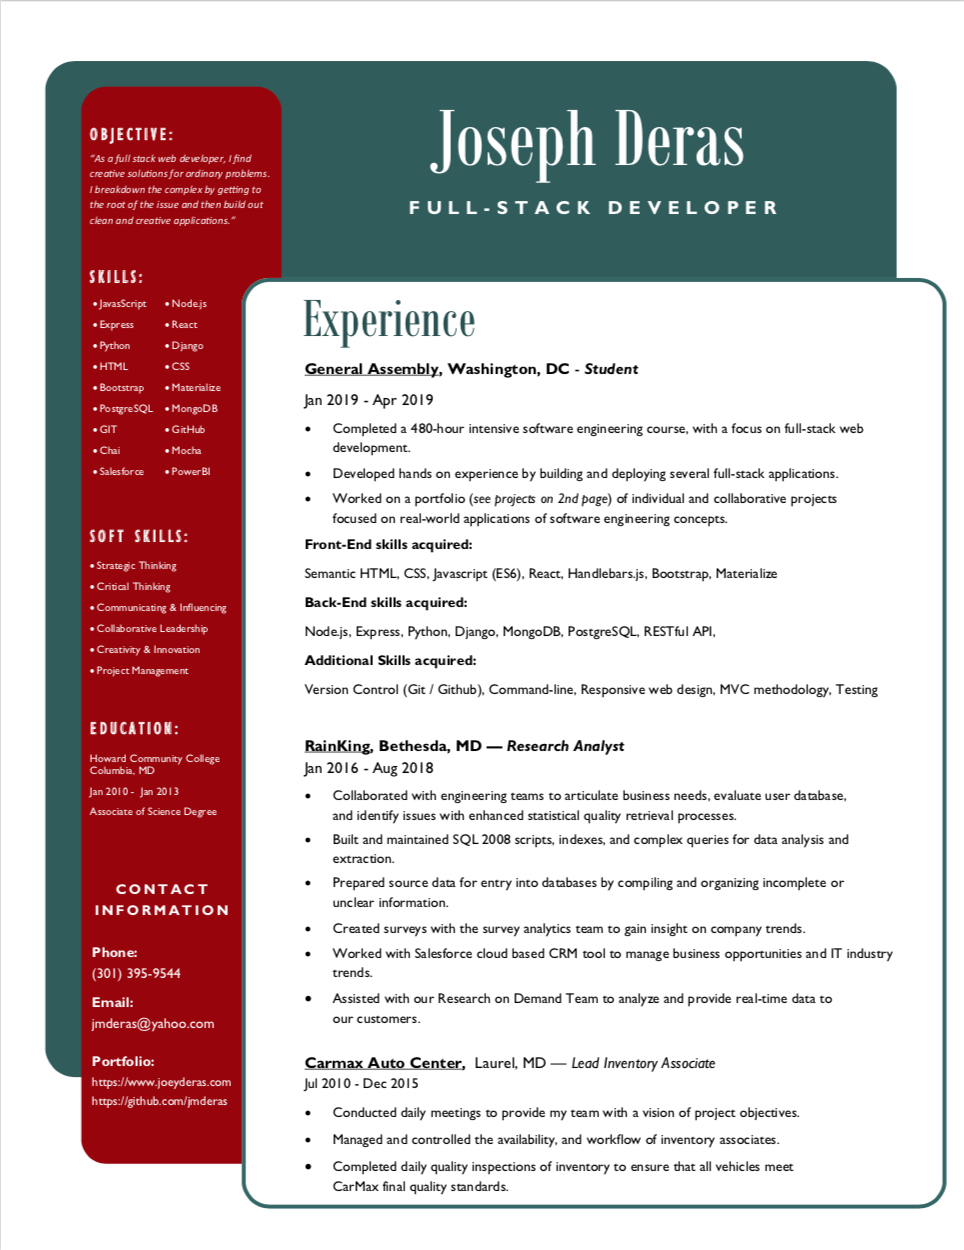 Joseph Deras
FULL-STACK DEVELOPER
OBJECTIVE:
"As a full stack web developer, I find
creative solutions for ordinary problems.
I breakdown the complex by getting to
the root of the issue and then build out
clean and creative applications."
SKILLS:
• JavaScript • Node.js
• Express • React
• Python • Django
• HTML • CSS
• Bootstrap • Materialize
• PostgreSQL • MongoDB
• GIT • GitHub
• Chai • Mocha
• Salesforce • PowerBI
SOFT SKILLS:
• Strategic Thinking
• Critical Thinking
• Communicating & Influencing
• Collaborative Leadership
• Creativity & Innovation
• Project Management
EDUCATION:
Howard Community College
Columbia, MD
Jan 2010 - Jan 2013
Associate of Science Degree
CONTACT
INFORMATION
Phone:
(301) 395-9544
Email:
jmderas@yahoo.com
Portfolio:
https://www.joeyderas.com
https://github.com/jmderas
Experience
General Assembly, Washington, DC - Student
Jan 2019 - Apr 2019
• Completed a 480-hour intensive software engineering course, with a focus on full-stack web
development.
• Developed hands on experience by building and deploying several full-stack applications.
• Worked on a portfolio (see projects on 2nd page) of individual and collaborative projects
focused on real-world applications of software engineering concepts.
Front-End skills acquired:
Semantic HTML, CSS, Javascript (ES6), React, Handlebars.js, Bootstrap, Materialize
Back-End skills acquired:
Node.js, Express, Python, Django, MongoDB, PostgreSQL, RESTful API,
Additional Skills acquired:
Version Control (Git / Github), Command-line, Responsive web design, MVC methodology, Testing
RainKing, Bethesda, MD — Research Analyst
Jan 2016 - Aug 2018
• Collaborated with engineering teams to articulate business needs, evaluate user database,
and identify issues with enhanced statistical quality retrieval processes.
• Built and maintained SQL 2008 scripts, indexes, and complex queries for data analysis and
extraction.
• Prepared source data for entry into databases by compiling and organizing incomplete or
unclear information.
• Created surveys with the survey analytics team to gain insight on company trends.
• Worked with Salesforce cloud based CRM tool to manage business opportunities and IT industry
trends.
• Assisted with our Research on Demand Team to analyze and provide real-time data to
our customers.
Carmax Auto Center, Laurel, MD — Lead Inventory Associate
Jul 2010 - Dec 2015
• Conducted daily meetings to provide my team with a vision of project objectives.
• Managed and controlled the availability, and workflow of inventory associates.
• Completed daily quality inspections of inventory to ensure that all vehicles meet
CarMax final quality standards.